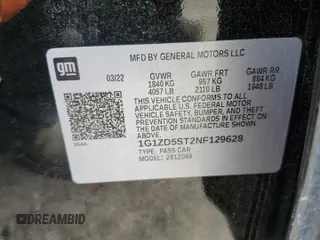 gm
MFD BY GENERAL MOTORS LLC
03/22 GVWR GAWR FRT GAWR RR
1840 KG 957 KG 884 KG
4057 LB 2110 LB 1948 LB
THIS VEHICLE CONFORMS TO ALL APPLICABLE
U.S. FEDERAL MOTOR VEHICLE SAFETY, BUMPER,
AND THEFT PREVENTION STANDARDS IN EFFECT ON
THE DATE OF MANUFACTURE SHOWN ABOVE.
1G1ZD5ST2NF129628
TYPE: PASS CAR
MODEL: